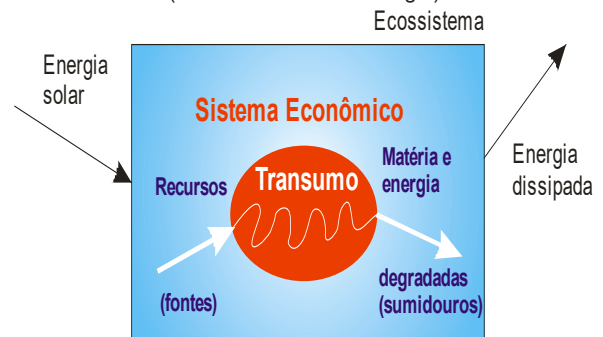 Ecossistema
Energia
solar
Sistema Econômico
Recursos
Transumo
Matéria e
energia
Energia
dissipada
(fontes)
degradadas
(sumidouros)